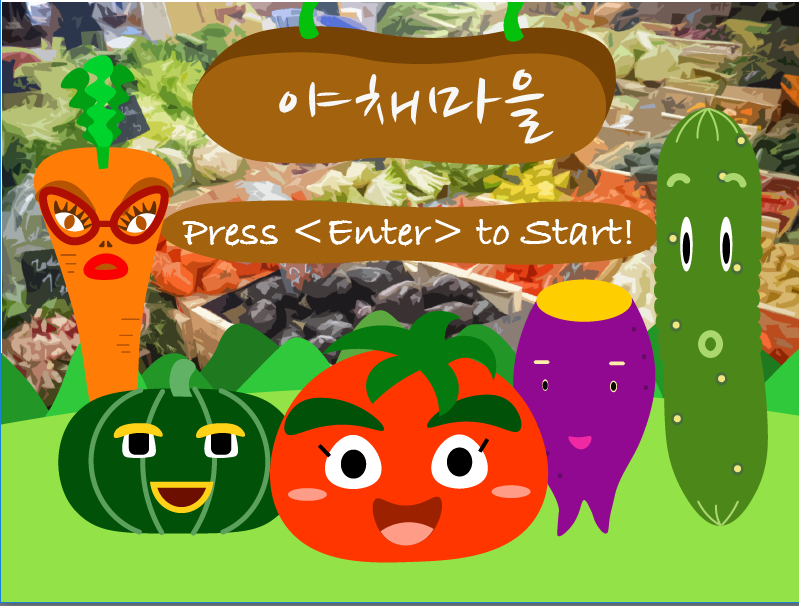 야채마을
Press <Enter> to Start!